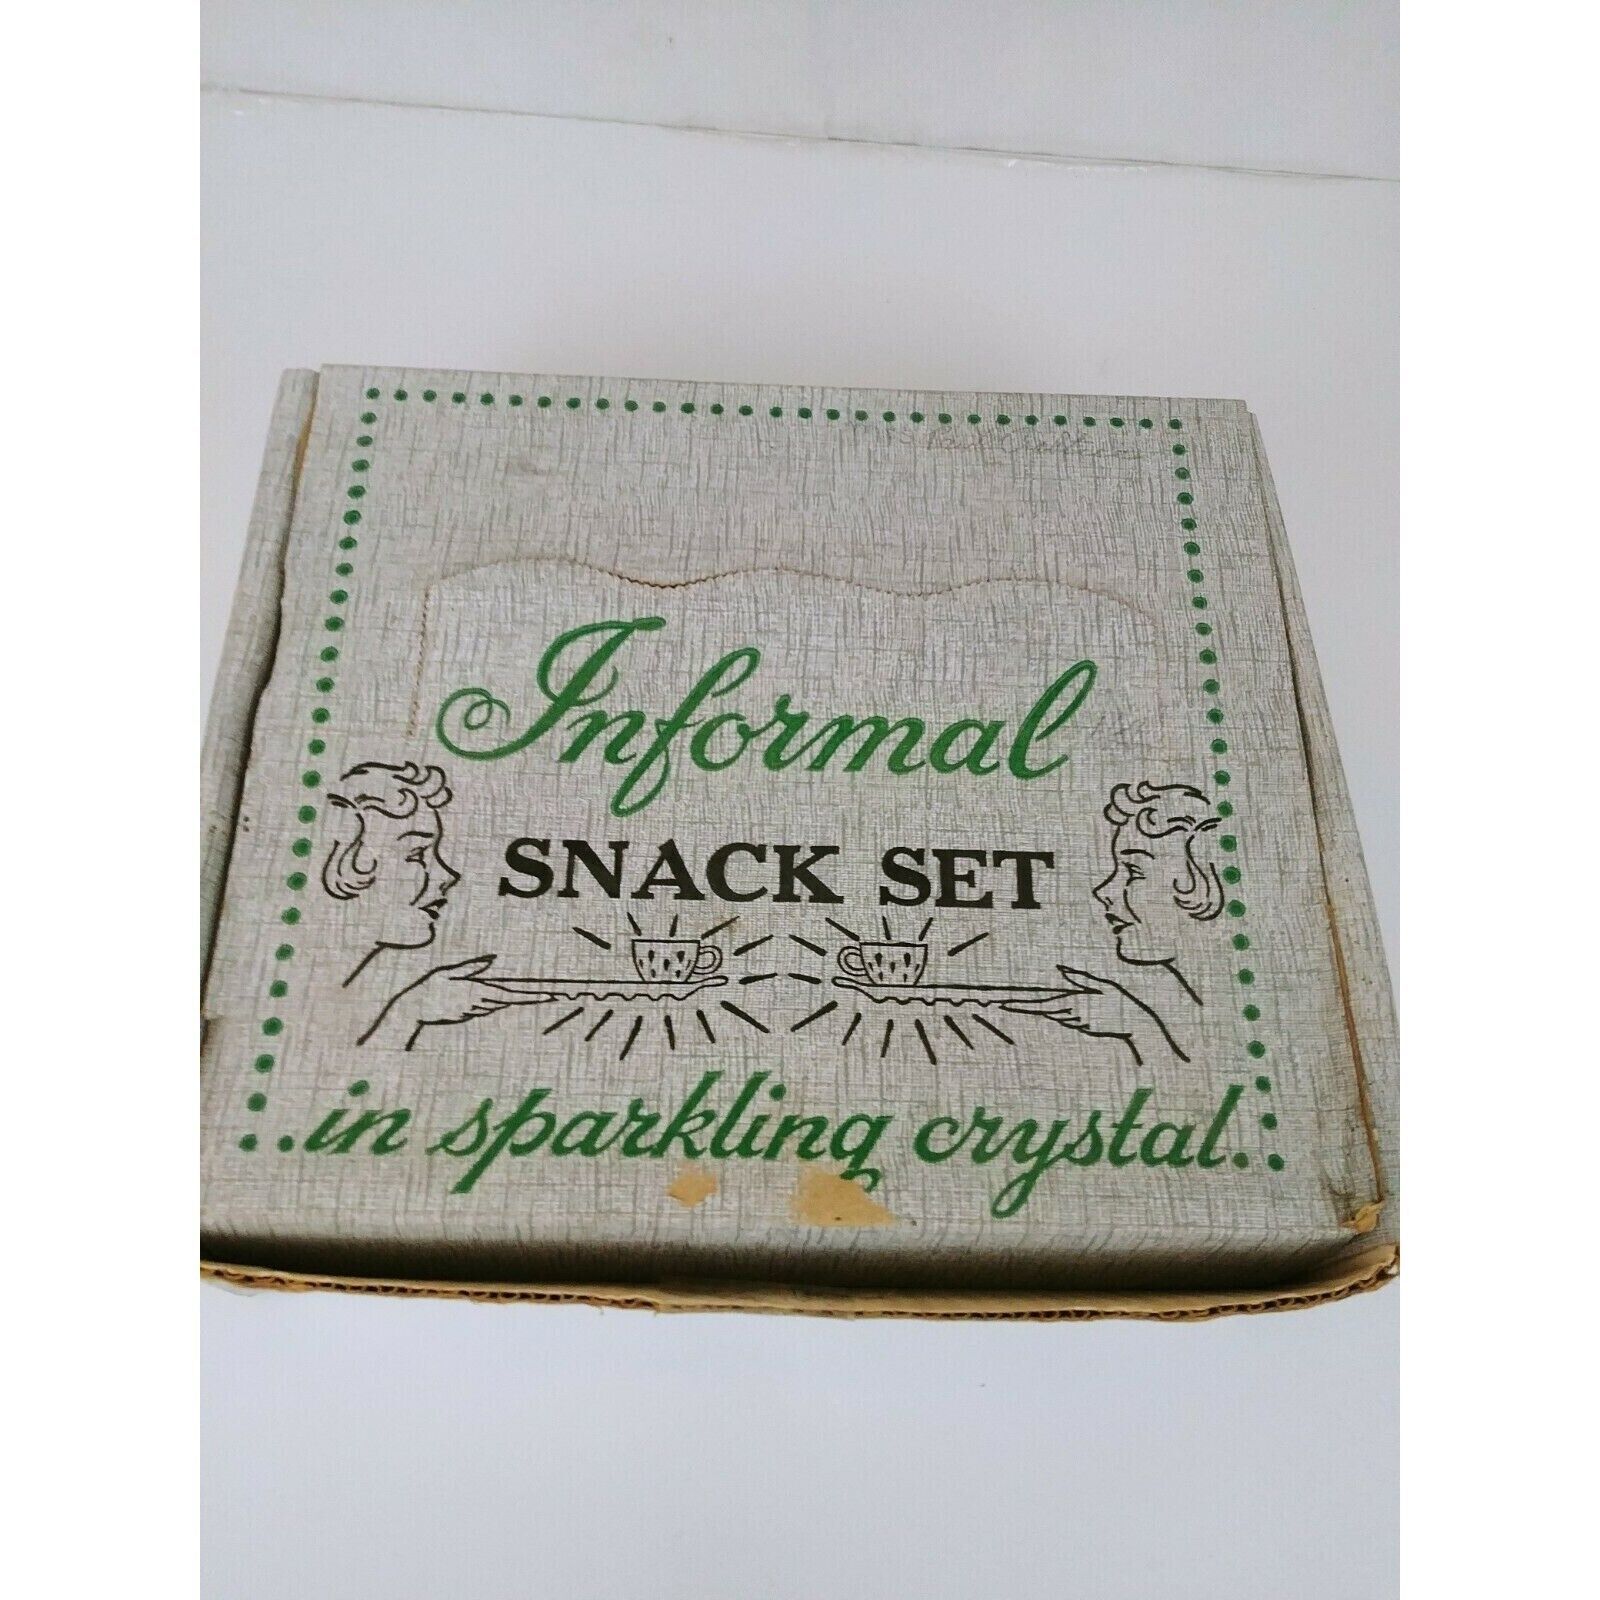 Informal
SNACK SET
..in sparkling crystal..